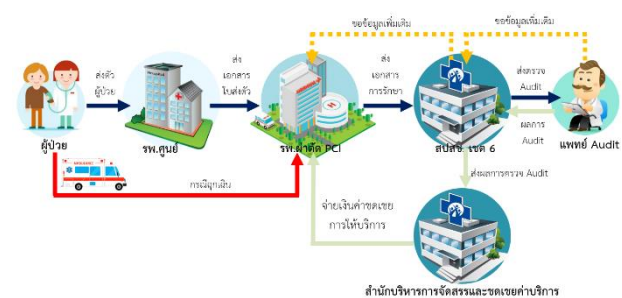 ขอข้อมูลเพิ่มเติม
ขอข้อมูลเพิ่มเติม
ส่งตัว
ผู้ป่วย
ส่ง
เอกสาร
ใบส่งตัว
ส่ง
เอกสาร
การรักษา
ส่งตรวจ
Audit
ผลการ
Audit
ผู้ป่วย
รพ.ศูนย์
รพ.ผ่าตัด PCI
สปสช. เขต 6
แพทย์ Audit
กรณีฉุกเฉิน
ส่งผลการตรวจ Audit
จ่ายเงินค่าชดเชย
การให้บริการ
สำนักบริหารการจัดสรรและชดเชยค่าบริการ